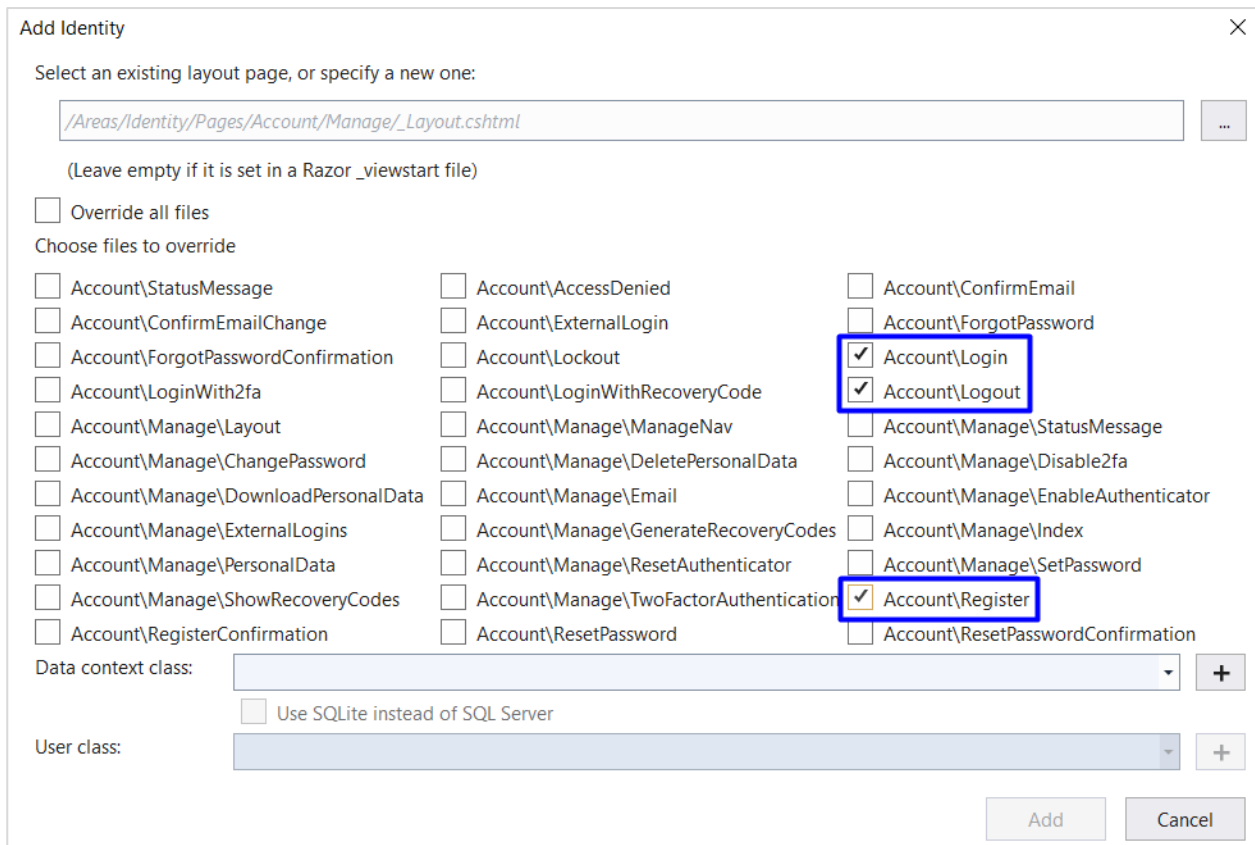 Add Identity
Select an existing layout page, or specify a new one:
/Areas/Identity/Pages/Account/Manage/_Layout.cshtml
...
(Leave empty if it is set in a Razor _viewstart file)
Override all files
Choose files to override
Account\StatusMessage Account\AccessDenied Account\ConfirmEmail
Account\ConfirmEmailChange Account\ExternalLogin Account\ForgotPassword
Account\ForgotPasswordConfirmation Account\Lockout Account\Login
Account\LoginWith2fa Account\LoginWithRecoveryCode Account\Logout
Account\Manage\Layout Account\Manage\ManageNav Account\Manage\StatusMessage
Account\Manage\ChangePassword Account\Manage\DeletePersonalData Account\Manage\Disable2fa
Account\Manage\DownloadPersonalData Account\Manage\Email Account\Manage\EnableAuthenticator
Account\Manage\ExternalLogins Account\Manage\GenerateRecoveryCodes Account\Manage\Index
Account\Manage\PersonalData Account\Manage\ResetAuthenticator Account\Manage\SetPassword
Account\Manage\ShowRecoveryCodes Account\Manage\TwoFactorAuthentication Account\Register
Account\RegisterConfirmation Account\ResetPassword Account\ResetPasswordConfirmation
Data context class: +
Use SQLite instead of SQL Server
User class: +
Add Cancel